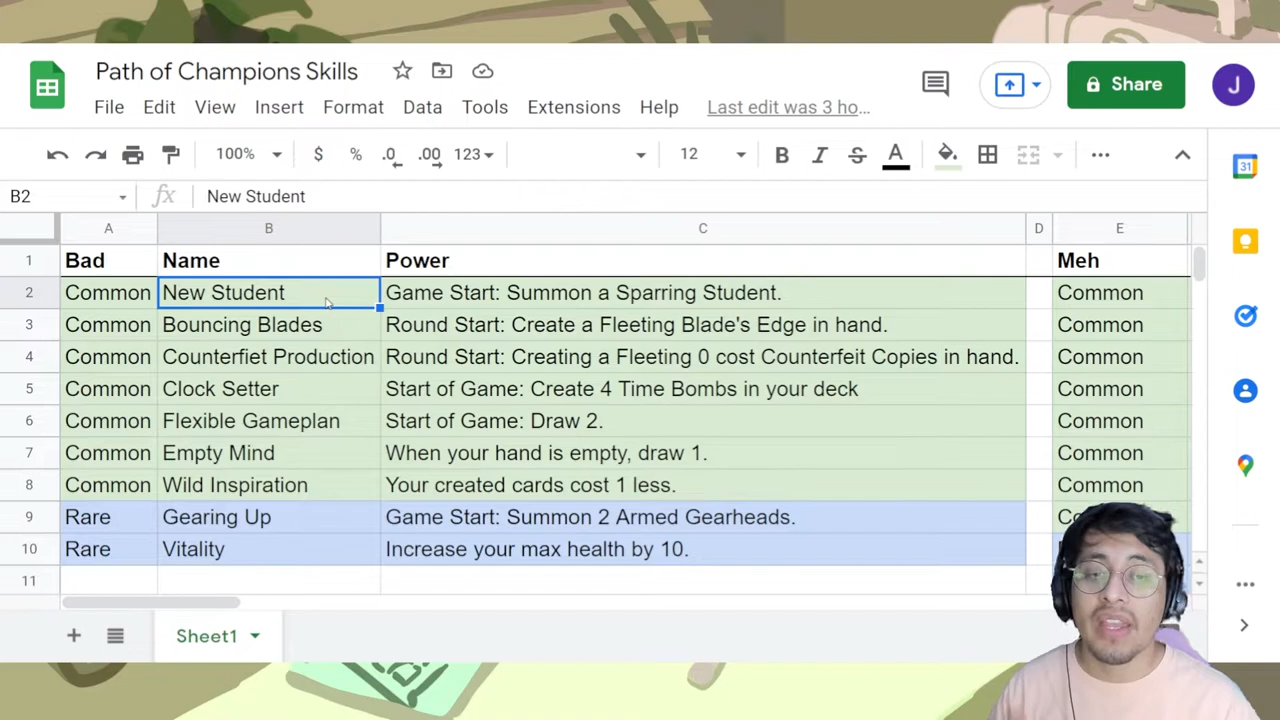 Path of Champions Skills
File Edit View Insert Format Data Tools Extensions Help Last edit was 3 ho...
Share
J
100% $ % .0 .00 123 12 B I S A
31
B2 fx New Student
A B C D E
1 Bad Name Power Meh
2 Common New Student Game Start: Summon a Sparring Student. Common
3 Common Bouncing Blades Round Start: Create a Fleeting Blade's Edge in hand. Common
4 Common Counterfiet Production Round Start: Creating a Fleeting 0 cost Counterfeit Copies in hand. Common
5 Common Clock Setter Start of Game: Create 4 Time Bombs in your deck Common
6 Common Flexible Gameplan Start of Game: Draw 2. Common
7 Common Empty Mind When your hand is empty, draw 1. Common
8 Common Wild Inspiration Your created cards cost 1 less. Common
9 Rare Gearing Up Game Start: Summon 2 Armed Gearheads.
10 Rare Vitality Increase your max health by 10.
11
Sheet1